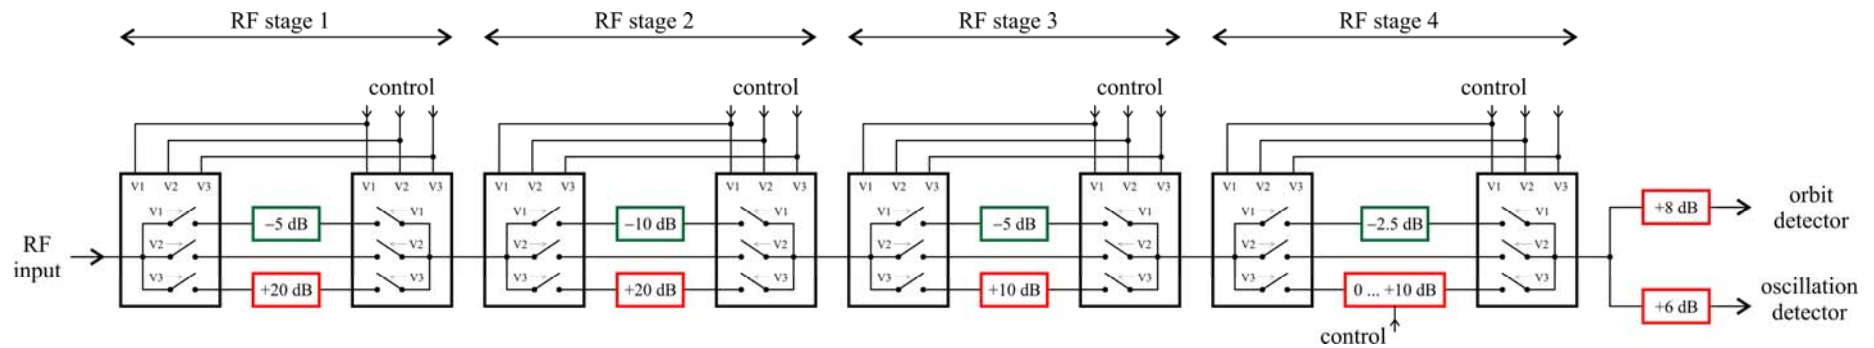 RF stage 1
RF stage 2
RF stage 3
RF stage 4
control
control
control
control
V1 V2 V3
V1 V2 V3
V1 V2 V3
V1 V2 V3
V1 V2 V3
V1 V2 V3
V1 V2 V3
V1 V2 V3
RF
input
V1
V2
V3
–5 dB
+20 dB
V1
V2
V3
V1
V2
V3
–10 dB
+20 dB
V1
V2
V3
V1
V2
V3
–5 dB
+10 dB
V1
V2
V3
V1
V2
V3
–2.5 dB
0 ... +10 dB
control
V1
V2
V3
+8 dB
orbit
detector
+6 dB
oscillation
detector